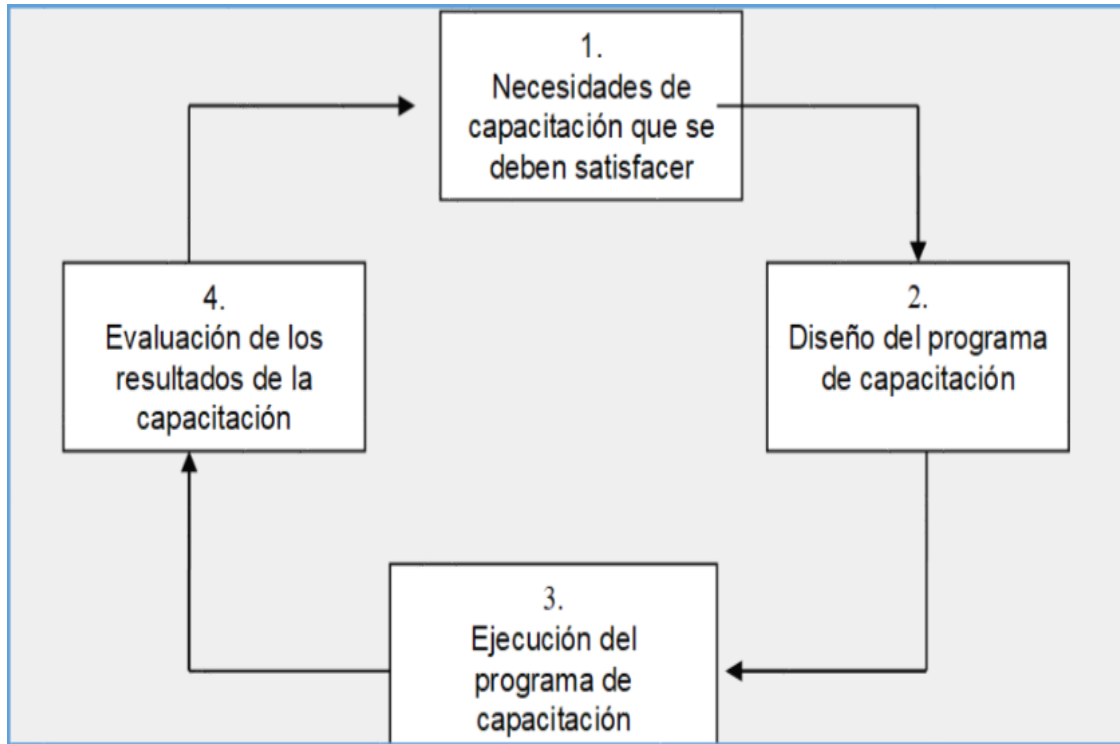 1.
Necesidades de
capacitación que se
deben satisfacer
2.
Diseño del programa
de capacitación
3.
Ejecución del
programa de
capacitación
4.
Evaluación de los
resultados de la
capacitación